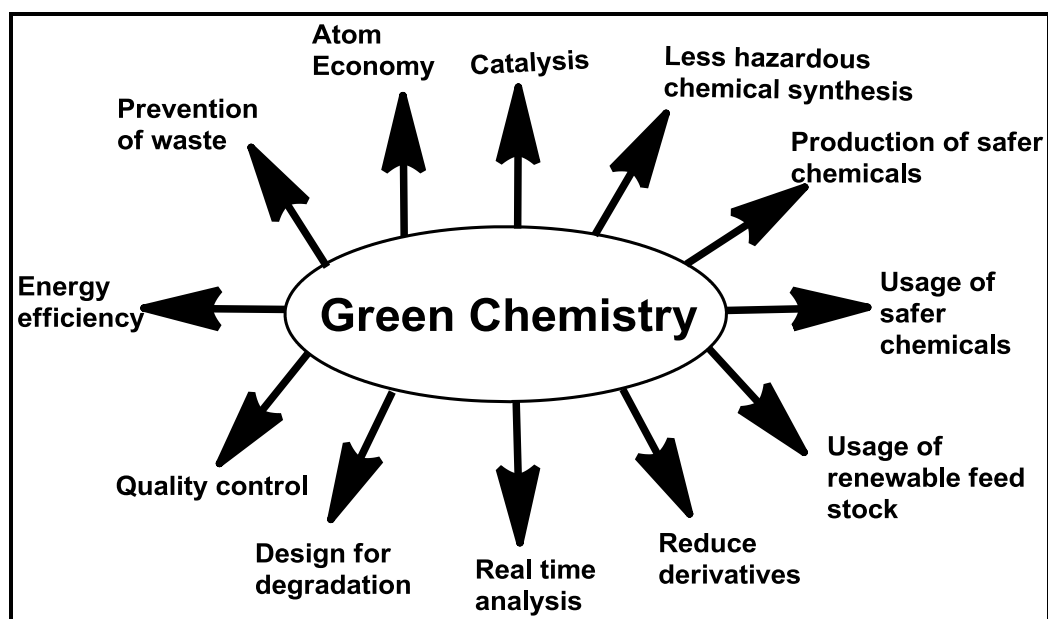 Atom
Economy
Catalysis
Less hazardous
chemical synthesis
Prevention
of waste
Production of safer
chemicals
Energy
efficiency
Green Chemistry
Usage of
safer
chemicals
Quality control
Usage of
renewable feed
stock
Design for
degradation
Real time
analysis
Reduce
derivatives